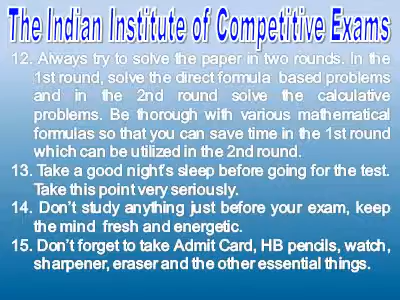 The Indian Institute of Competitive Exams
12. Always try to solve the paper in two rounds. In the
1st round, solve the direct formula based problems
and in the 2nd round solve the calculative
problems. Be thorough with various mathematical
formulas so that you can save time in the 1st round
which can be utilized in the 2nd round.
13. Take a good night's sleep before going for the test.
Take this point very seriously.
14. Don't study anything just before your exam, keep
the mind fresh and energetic.
15. Don't forget to take Admit Card, HB pencils, watch,
sharpener, eraser and the other essential things.